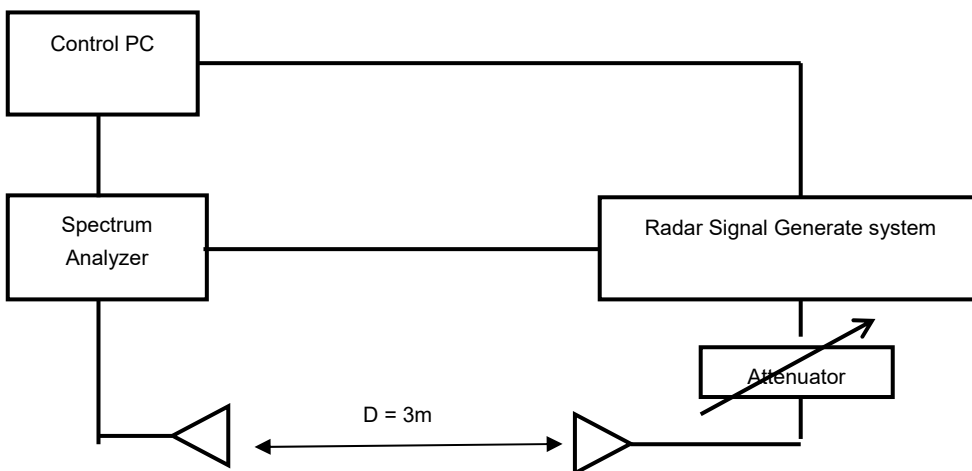 Control PC
Spectrum
Analyzer
Radar Signal Generate system
Attenuator
D = 3m